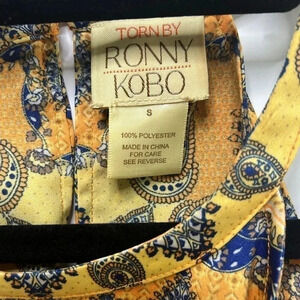 TORN BY
RONNY
KOBO
S
100% POLYESTER
MADE IN CHINA
FOR CARE
SEE REVERSE